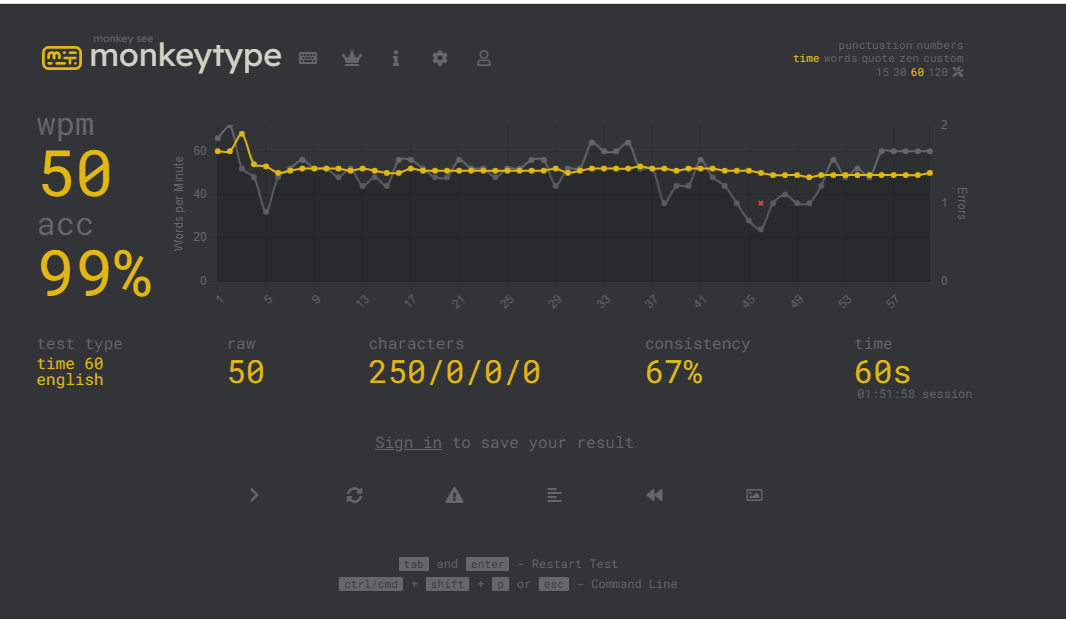 monkey see
monkeytype
punctuation numbers
time words quote zen custom
15 30 60 120
wpm
50
acc
99%
Words per Minute
60
40
20
0
2
1
0
Errors
1 5 9 13 17 21 25 29 33 37 41 45 49 53 57
test type
time 60
english
raw
50
characters
250/0/0/0
consistency
67%
time
60s
01:51:58 session
Sign in to save your result
tab and enter - Restart Test
ctrl/cmd + shift + p or esc - Command Line